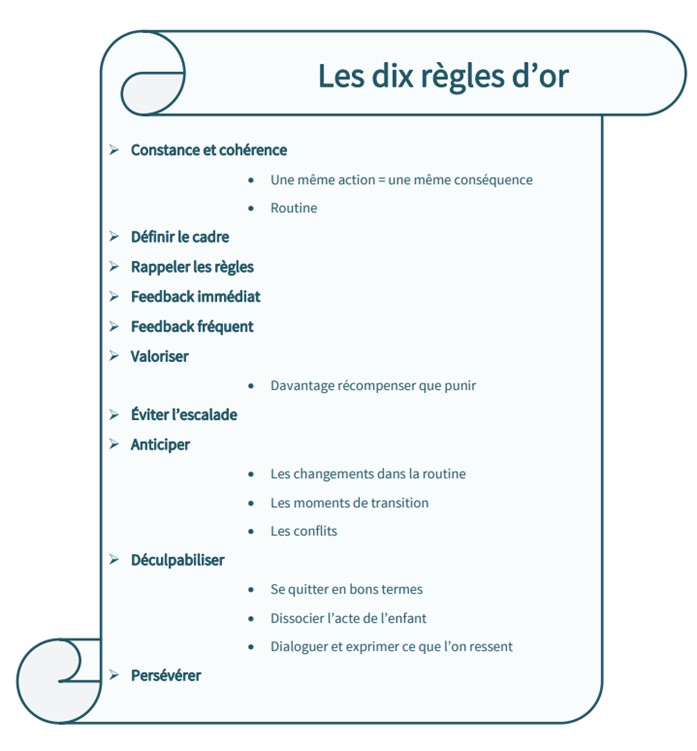 Les dix règles d’or
➢ Constance et cohérence
• Une même action = une même conséquence
• Routine
➢ Définir le cadre
➢ Rappeler les règles
➢ Feedback immédiat
➢ Feedback fréquent
➢ Valoriser
• Davantage récompenser que punir
➢ Éviter l’escalade
➢ Anticiper
• Les changements dans la routine
• Les moments de transition
• Les conflits
➢ Déculpabiliser
• Se quitter en bons termes
• Dissocier l’acte de l’enfant
• Dialoguer et exprimer ce que l’on ressent
➢ Persévérer